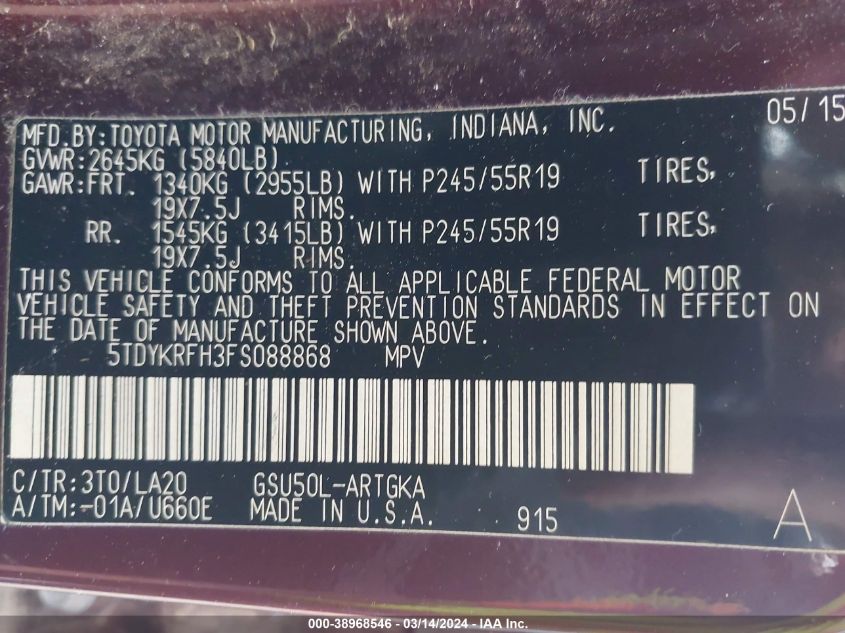 05/15
MFD.BY:TOYOTA MOTOR MANUFACTURING, INDIANA, INC.
GVWR:2645KG (5840LB)
GAWR:FRT. 1340KG (2955LB) WITH P245/55R19 TIRES,
19X7.5J RIMS.
RR. 1545KG (3415LB) WITH P245/55R19 TIRES,
19X7.5J RIMS.
THIS VEHICLE CONFORMS TO ALL APPLICABLE FEDERAL MOTOR
VEHICLE SAFETY AND THEFT PREVENTION STANDARDS IN EFFECT ON
THE DATE OF MANUFACTURE SHOWN ABOVE.
5TDYKRFH3FS088868 MPV
C/TR:3T0/LA20 GSU50L-ARTGKA
A/TM:-01A/U660E MADE IN U.S.A. 915 A
000-38968546 - 03/14/2024 - IAA Inc.